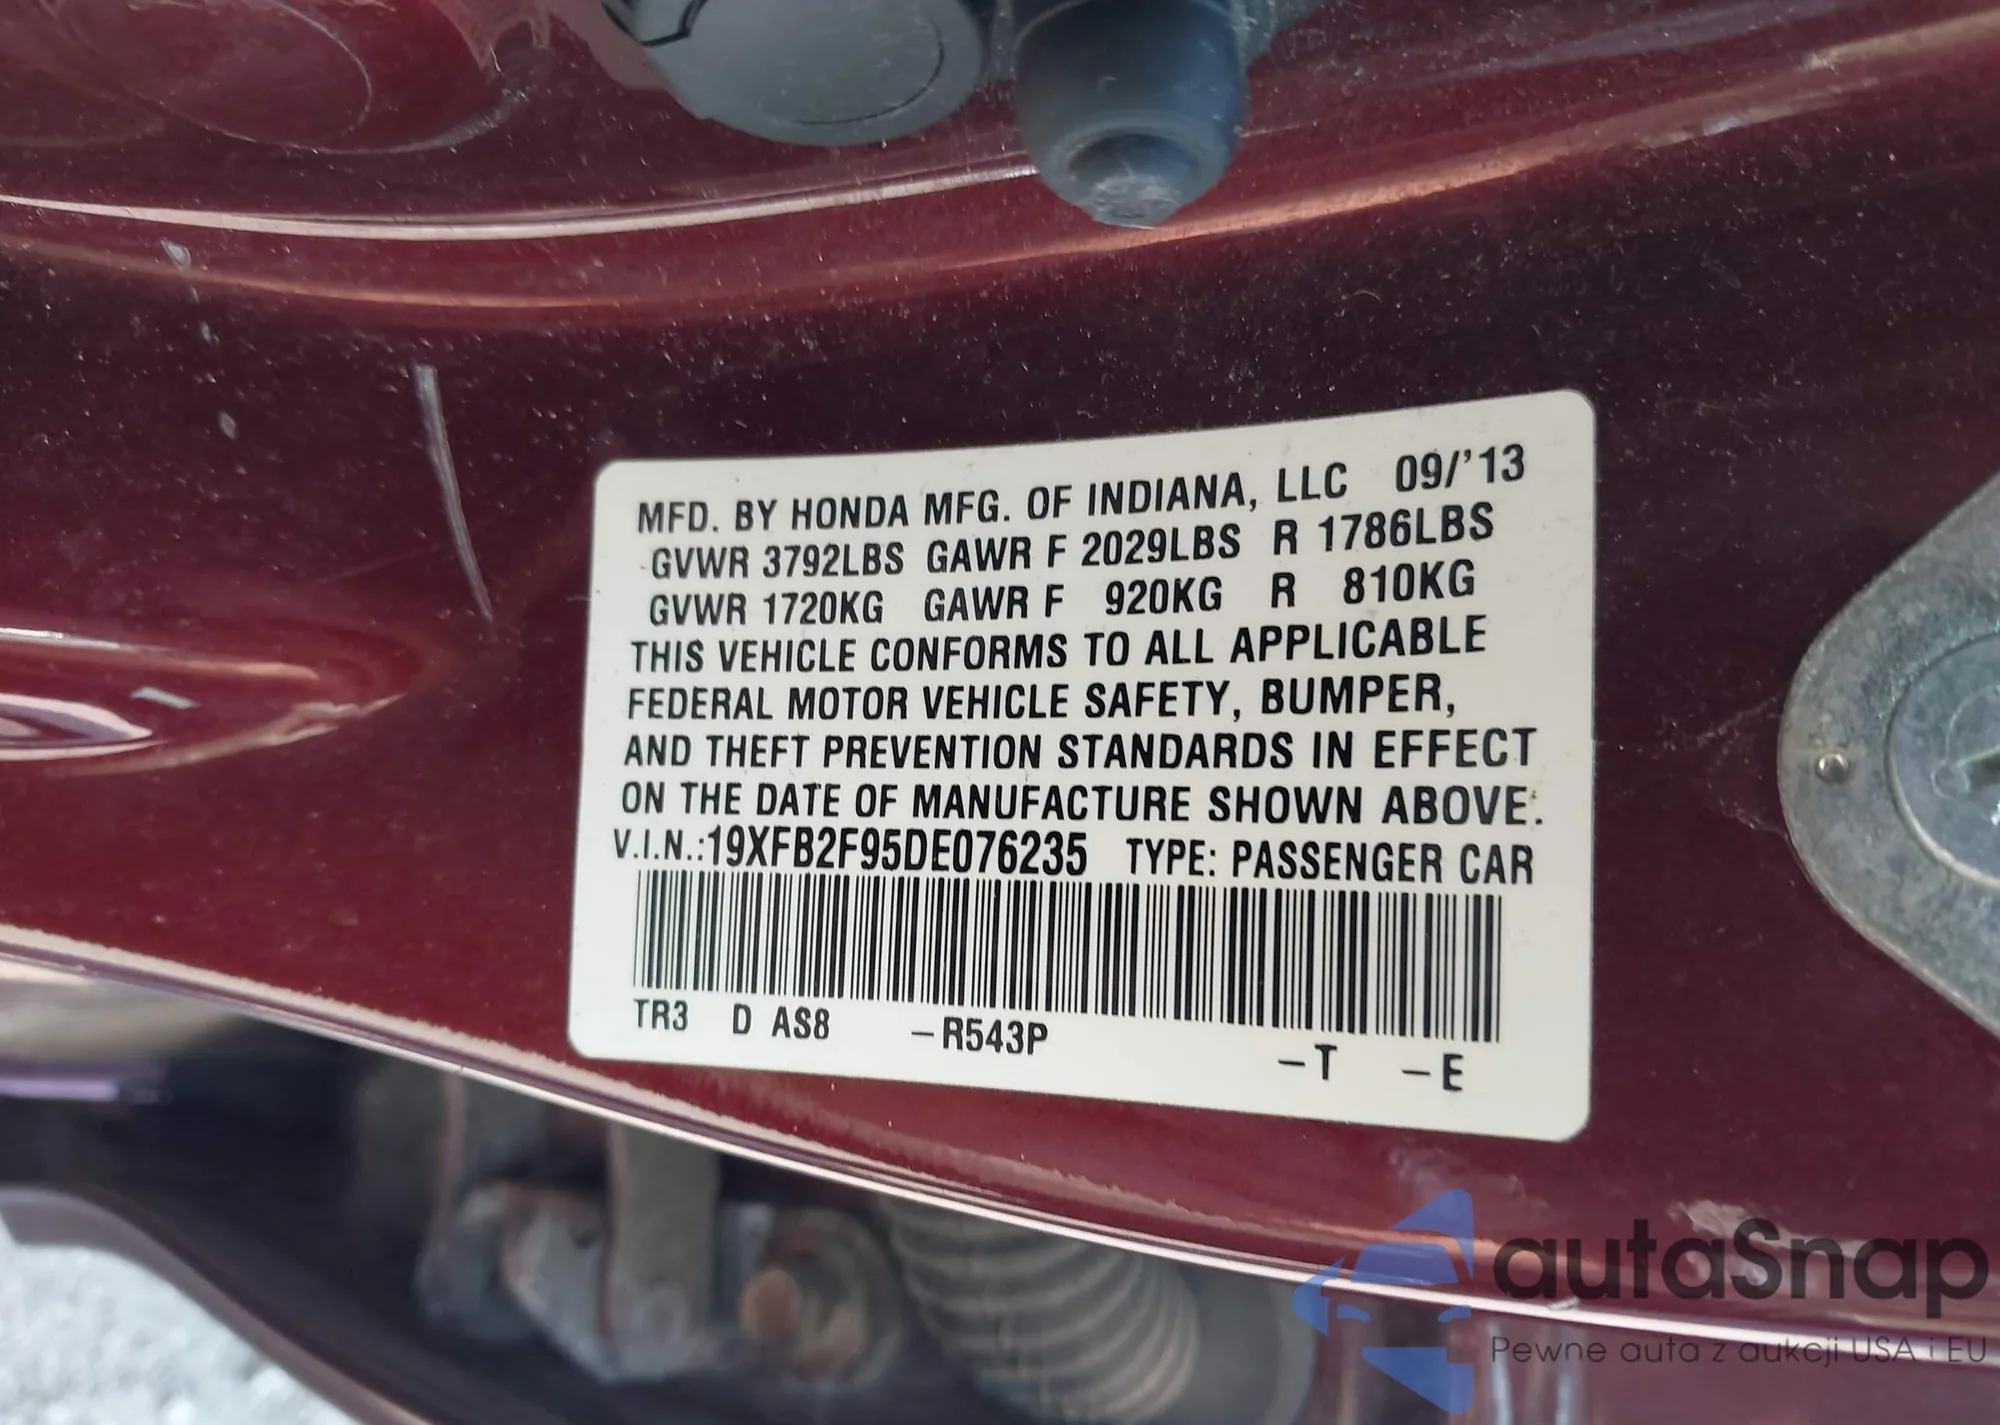 MFD. BY HONDA MFG. OF INDIANA, LLC 09/'13
GVWR 3792LBS GAWR F 2029LBS R 1786LBS
GVWR 1720KG GAWR F 920KG R 810KG
THIS VEHICLE CONFORMS TO ALL APPLICABLE
FEDERAL MOTOR VEHICLE SAFETY, BUMPER,
AND THEFT PREVENTION STANDARDS IN EFFECT
ON THE DATE OF MANUFACTURE SHOWN ABOVE.
V.I.N.:19XFB2F95DE076235 TYPE: PASSENGER CAR
TR3 D AS8 –R543P –T –E
autaSnap
Pewne auta z aukcji USA i EU